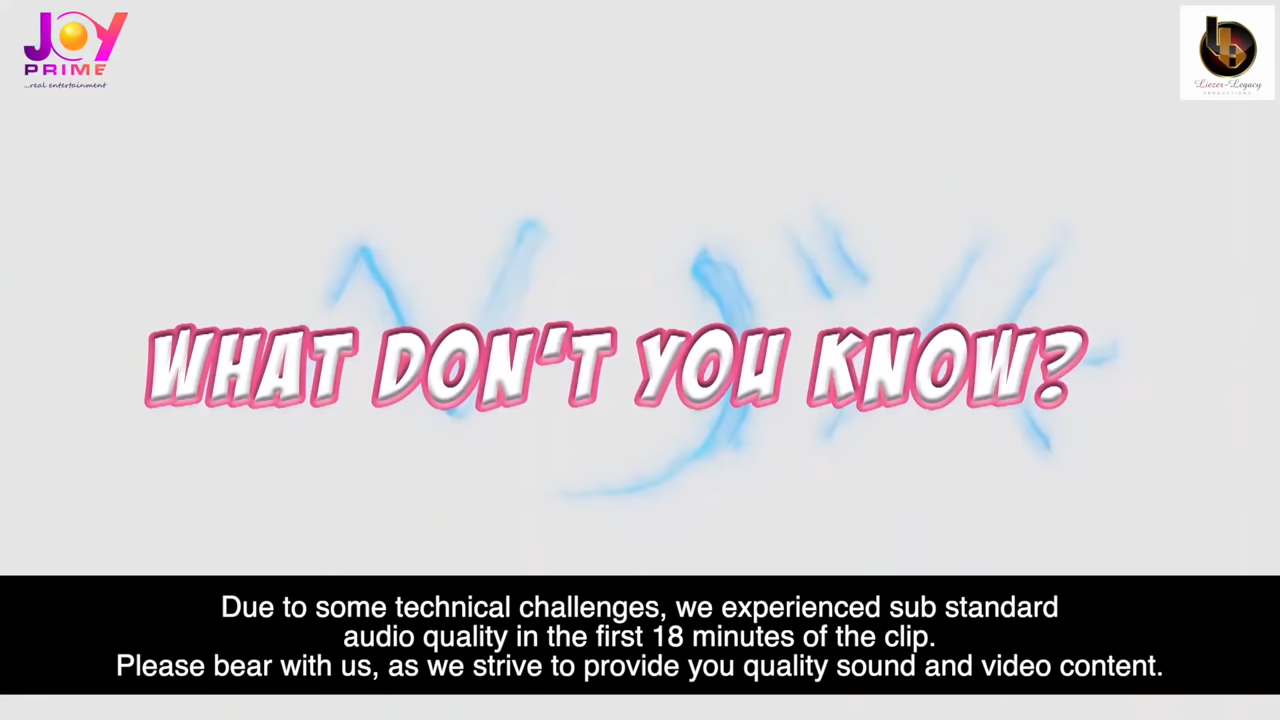 JOY
PRIME
...real entertainment
Liezer-Legacy
PRODUCTIONS
WHAT DON'T YOU KNOW?
Due to some technical challenges, we experienced sub standard
audio quality in the first 18 minutes of the clip.
Please bear with us, as we strive to provide you quality sound and video content.